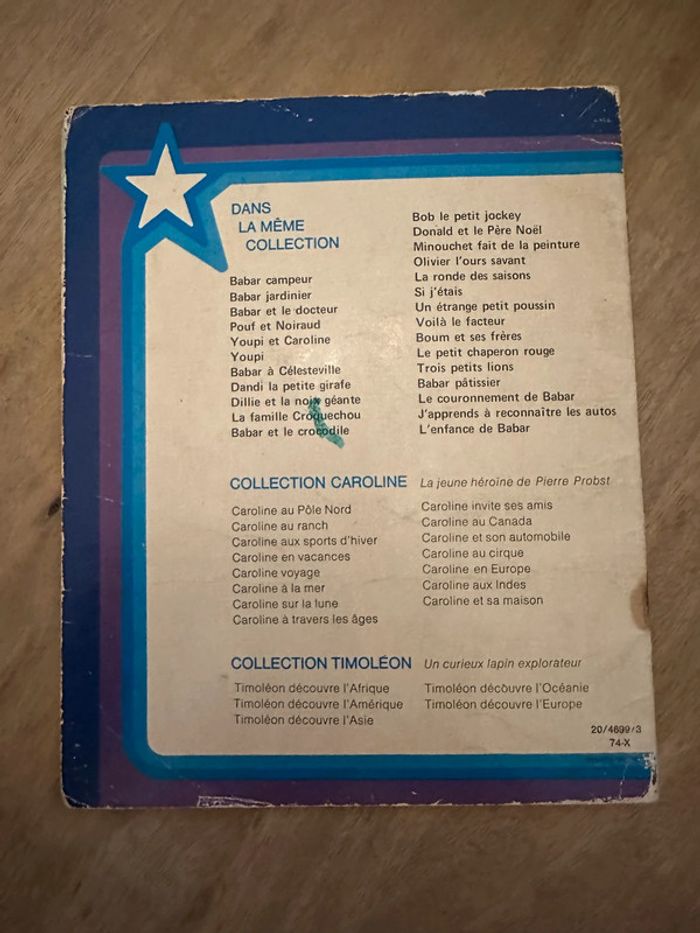 DANS
LA MÊME
COLLECTION
Babar campeur
Babar jardinier
Babar et le docteur
Pouf et Noiraud
Youpi et Caroline
Youpi
Babar à Célesteville
Dandi la petite girafe
Dillie et la noix géante
La famille Croquechou
Babar et le crocodile
Bob le petit jockey
Donald et le Père Noël
Minouchet fait de la peinture
Olivier l'ours savant
La ronde des saisons
Si j'étais
Un étrange petit poussin
Voilà le facteur
Boum et ses frères
Le petit chaperon rouge
Trois petits lions
Babar pâtissier
Le couronnement de Babar
J'apprends à reconnaître les autos
L'enfance de Babar
COLLECTION CAROLINE La jeune héroïne de Pierre Probst
Caroline au Pôle Nord
Caroline au ranch
Caroline aux sports d'hiver
Caroline en vacances
Caroline voyage
Caroline à la mer
Caroline sur la lune
Caroline à travers les âges
Caroline invite ses amis
Caroline au Canada
Caroline et son automobile
Caroline au cirque
Caroline en Europe
Caroline aux Indes
Caroline et sa maison
COLLECTION TIMOLÉON Un curieux lapin explorateur
Timoléon découvre l'Afrique
Timoléon découvre l'Amérique
Timoléon découvre l'Asie
Timoléon découvre l'Océanie
Timoléon découvre l'Europe
20/4699/3
74-X